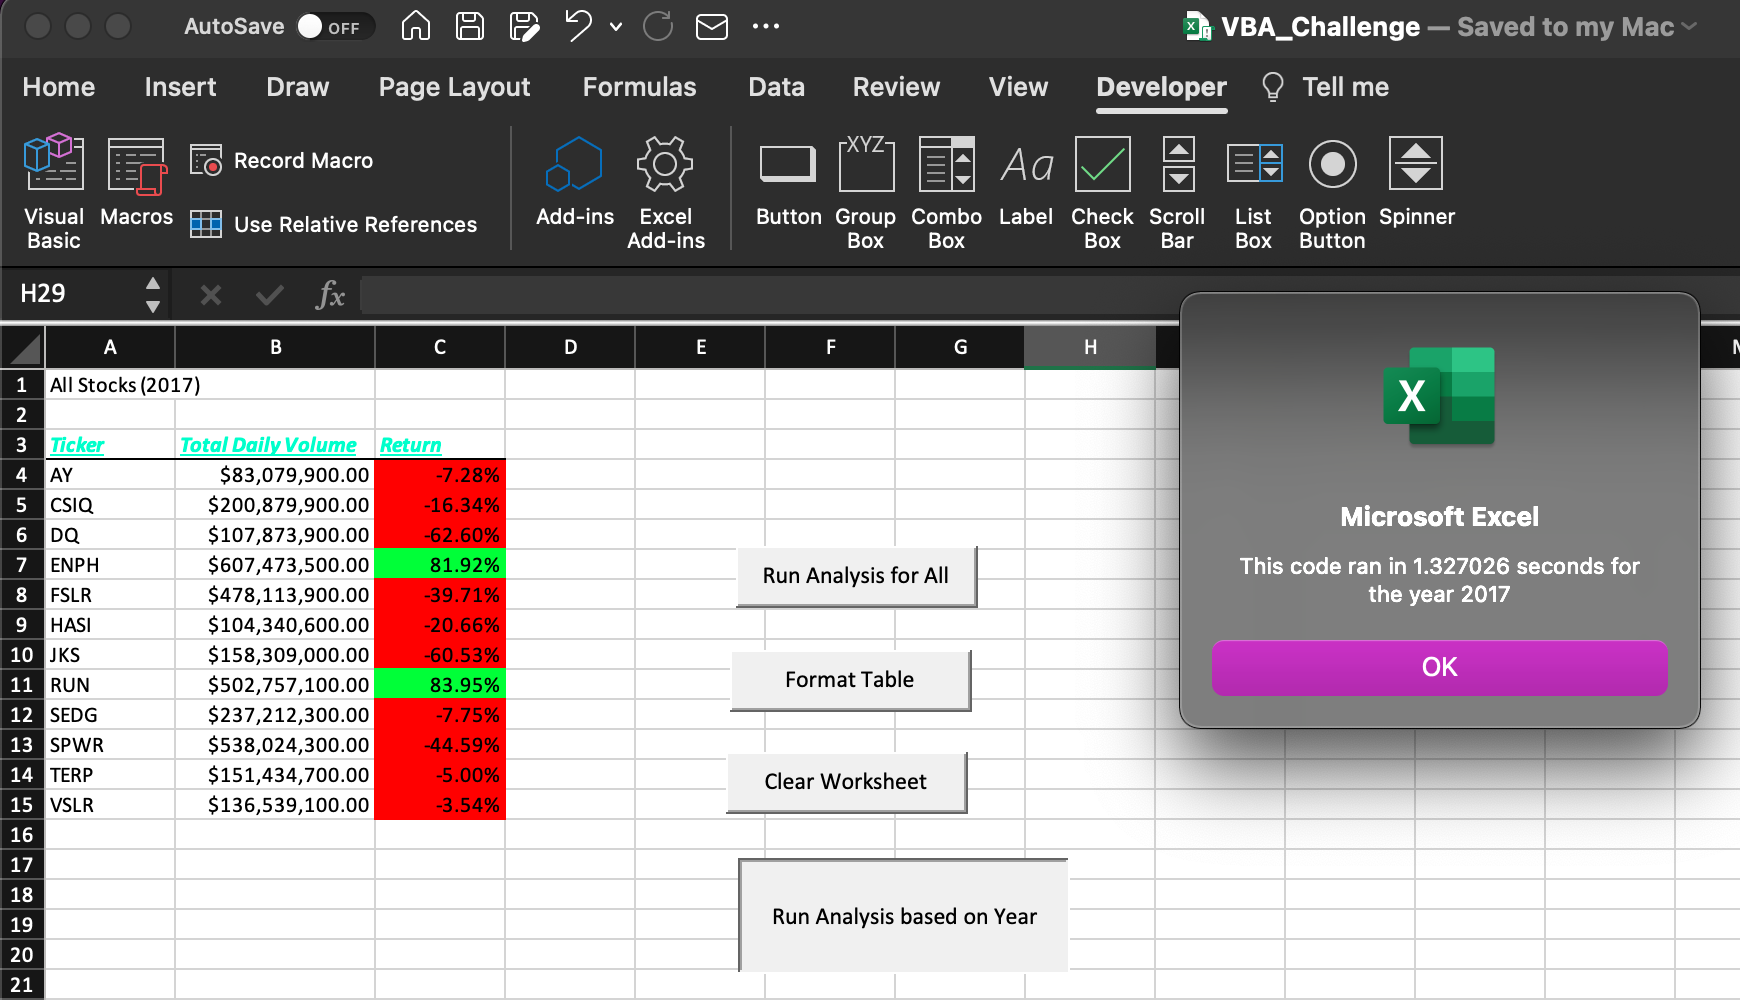 AutoSave OFF
VBA_Challenge — Saved to my Mac
Home Insert Draw Page Layout Formulas Data Review View Developer Tell me
Visual Basic
Macros
Record Macro
Use Relative References
Add-ins
Excel Add-ins
Button
XYZ
Group Box
Combo Box
Aa
Label
Check Box
Scroll Bar
List Box
Option Button
Spinner
H29
fx
A B C D E F G H
1 All Stocks (2017)
2
3 Ticker Total Daily Volume Return
4 AY $83,079,900.00 -7.28%
5 CSIQ $200,879,900.00 -16.34%
6 DQ $107,873,900.00 -62.60%
7 ENPH $607,473,500.00 81.92%
8 FSLR $478,113,900.00 -39.71%
9 HASI $104,340,600.00 -20.66%
10 JKS $158,309,000.00 -60.53%
11 RUN $502,757,100.00 83.95%
12 SEDG $237,212,300.00 -7.75%
13 SPWR $538,024,300.00 -44.59%
14 TERP $151,434,700.00 -5.00%
15 VSLR $136,539,100.00 -3.54%
16
17
18
19
20
21
Run Analysis for All
Format Table
Clear Worksheet
Run Analysis based on Year
X
Microsoft Excel
This code ran in 1.327026 seconds for
the year 2017
OK